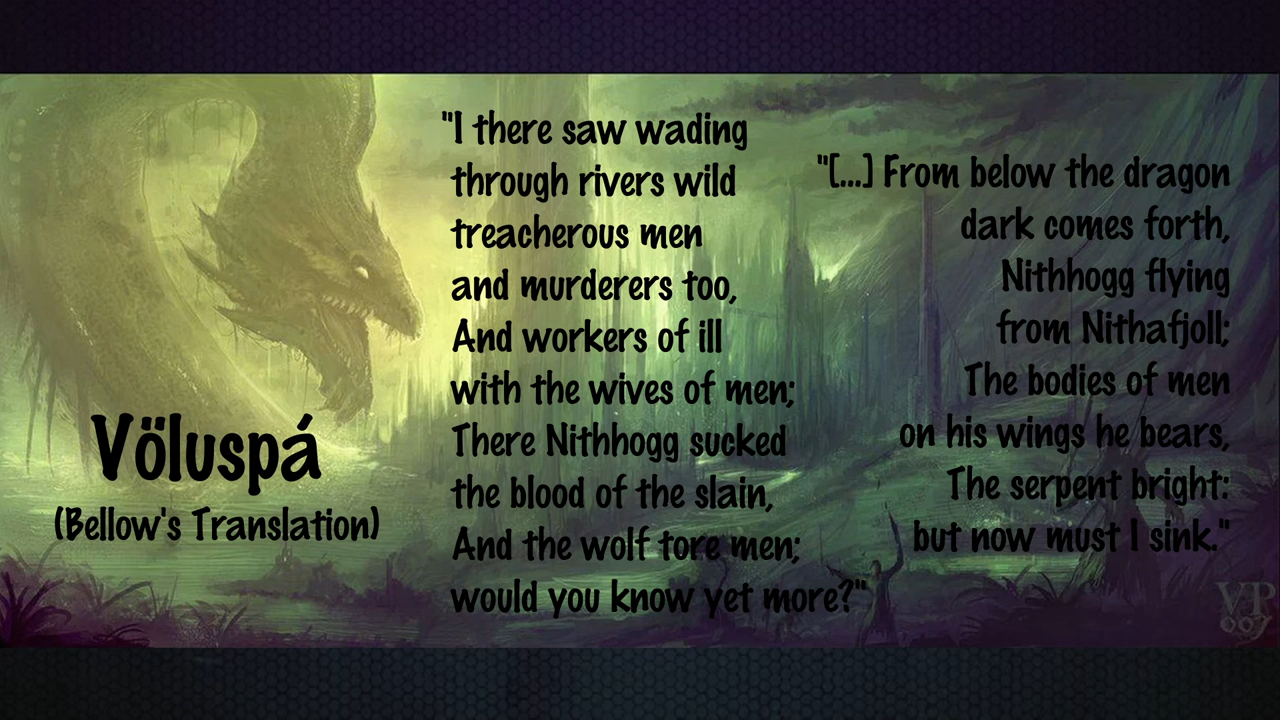 Völuspá
(Bellow's Translation)
"I there saw wading
through rivers wild
treacherous men
and murderers too,
And workers of ill
with the wives of men;
There Nithhogg sucked
the blood of the slain,
And the wolf tore men;
would you know yet more?"
"[...] From below the dragon
dark comes forth,
Nithhogg flying
from Nithafjoll;
The bodies of men
on his wings he bears,
The serpent bright:
but now must I sink."
VP
007